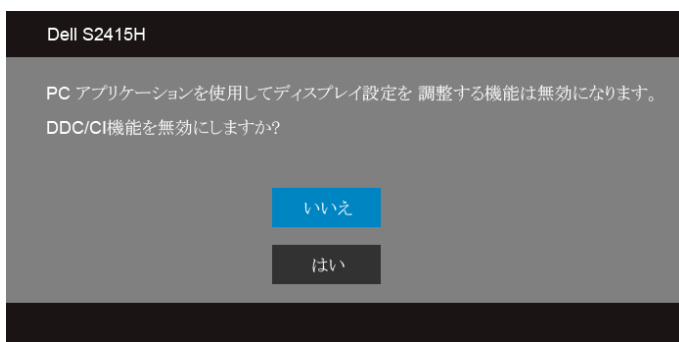 Dell S2415H
PC アプリケーションを使用してディスプレイ設定を 調整する機能は無効になります。
DDC/CI機能を無効にしますか?
いいえ
はい